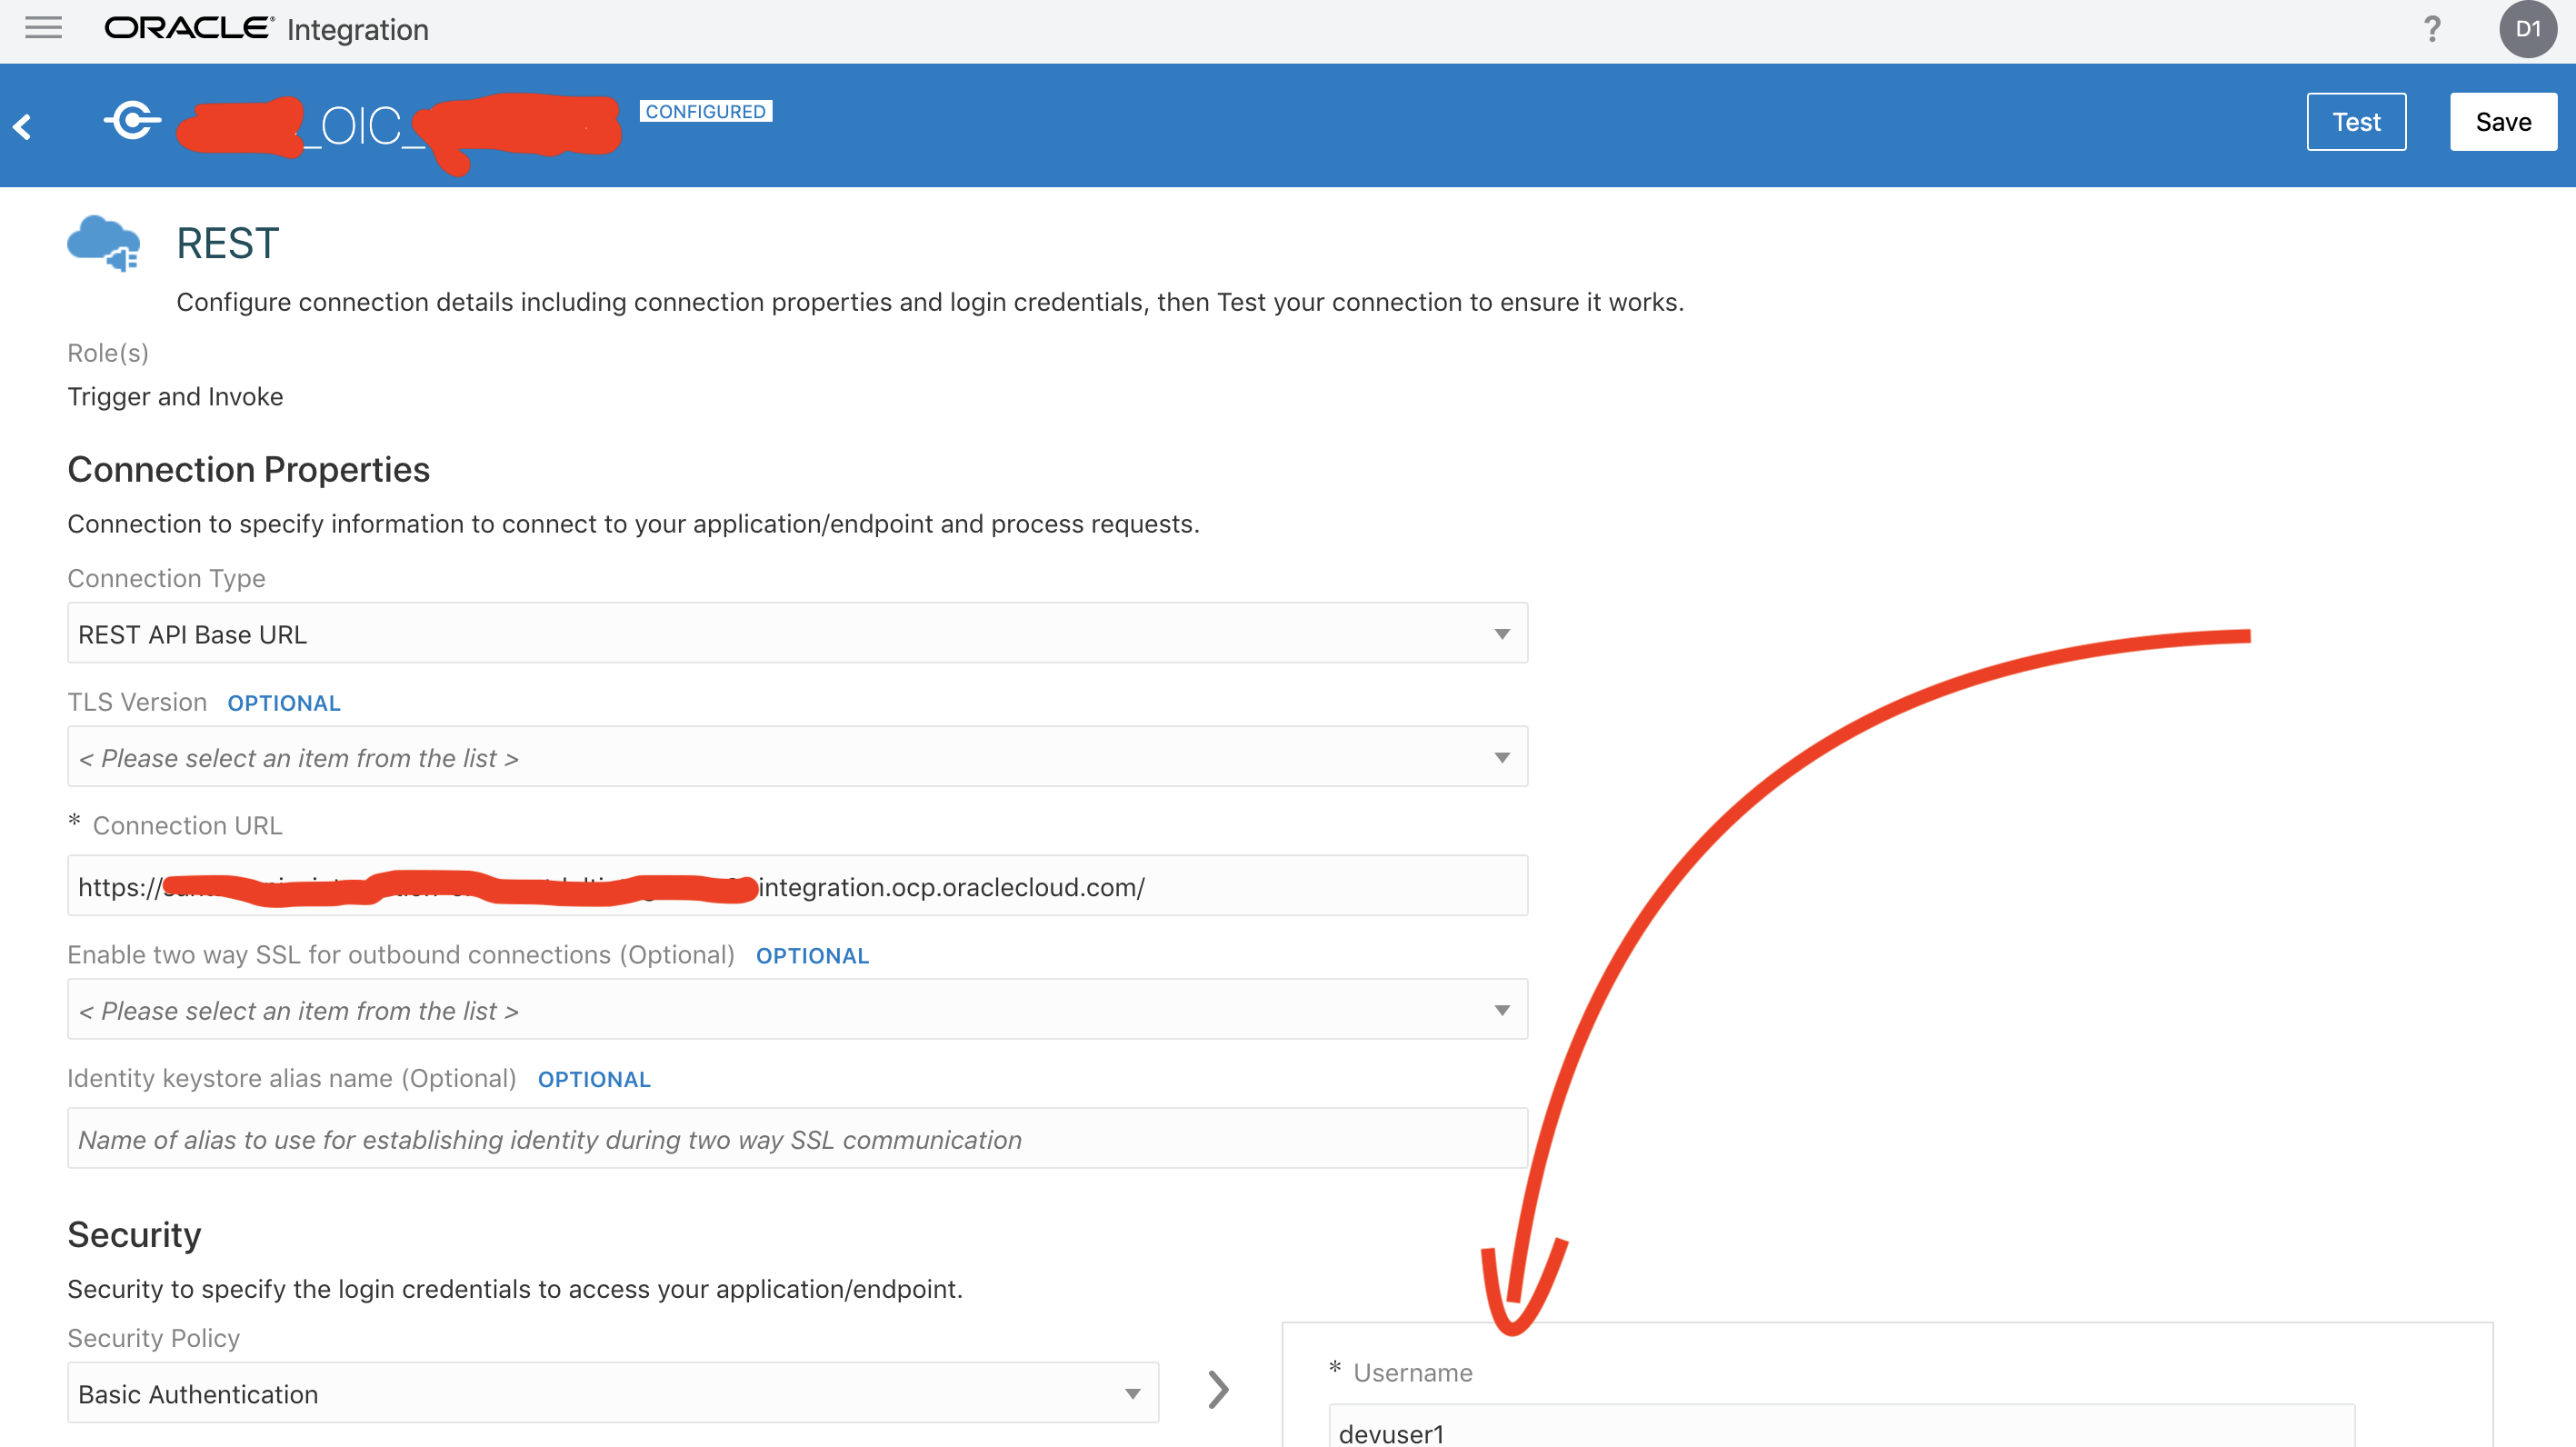 ORACLE Integration
? D1
_OIC_ CONFIGURED Test Save
REST
Configure connection details including connection properties and login credentials, then Test your connection to ensure it works.
Role(s)
Trigger and Invoke
Connection Properties
Connection to specify information to connect to your application/endpoint and process requests.
Connection Type
REST API Base URL
TLS Version OPTIONAL
< Please select an item from the list >
* Connection URL
https:// integration.ocp.oraclecloud.com/
Enable two way SSL for outbound connections (Optional) OPTIONAL
< Please select an item from the list >
Identity keystore alias name (Optional) OPTIONAL
Name of alias to use for establishing identity during two way SSL communication
Security
Security to specify the login credentials to access your application/endpoint.
Security Policy
Basic Authentication
* Username
devuser1